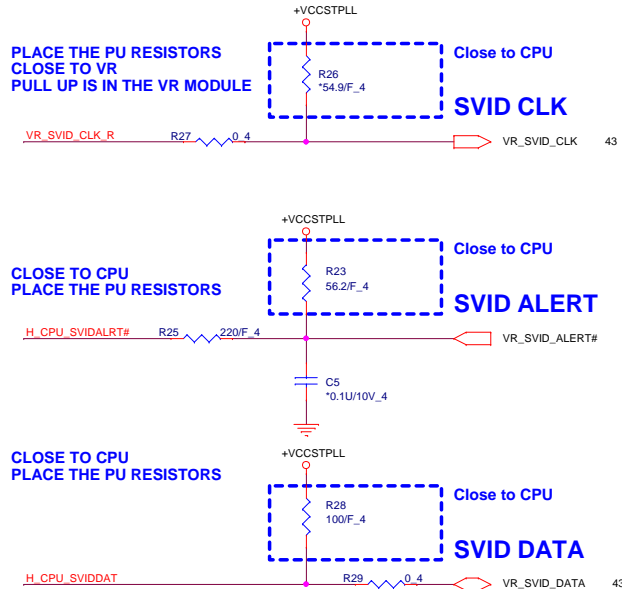 +VCCSTPLL
PLACE THE PU RESISTORS
CLOSE TO VR
PULL UP IS IN THE VR MODULE
R26
*54.9/F_4
Close to CPU
SVID CLK
VR_SVID_CLK_R
R27
0_4
VR_SVID_CLK
43
+VCCSTPLL
CLOSE TO CPU
PLACE THE PU RESISTORS
R23
56.2/F_4
Close to CPU
SVID ALERT
H_CPU_SVIDALRT#
R25
220/F_4
VR_SVID_ALERT#
C5
*0.1U/10V_4
CLOSE TO CPU
PLACE THE PU RESISTORS
+VCCSTPLL
R28
100/F_4
Close to CPU
SVID DATA
H_CPU_SVIDDAT
R29
0_4
VR_SVID_DATA
43